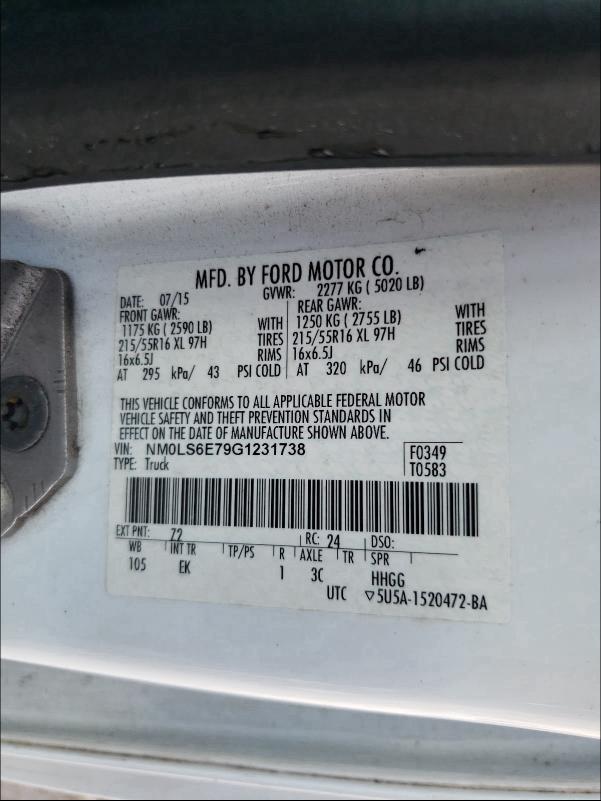 MFD. BY FORD MOTOR CO.
DATE: 07/15 GVWR: 2277 KG ( 5020 LB)
FRONT GAWR: REAR GAWR:
1175 KG ( 2590 LB) WITH 1250 KG ( 2755 LB) WITH
215/55R16 XL 97H TIRES 215/55R16 XL 97H TIRES
16x6.5J RIMS 16x6.5J RIMS
AT 295 kPa/ 43 PSI COLD AT 320 kPa/ 46 PSI COLD
THIS VEHICLE CONFORMS TO ALL APPLICABLE FEDERAL MOTOR
VEHICLE SAFETY AND THEFT PREVENTION STANDARDS IN
EFFECT ON THE DATE OF MANUFACTURE SHOWN ABOVE.
VIN: NM0LS6E79G1231738 F0349
TYPE: Truck T0583
EXT PNT: 72 RC: 24 DSO:
WB INT TR TP/PS R AXLE TR SPR
105 EK 1 3C HHGG
UTC ▽5U5A-1520472-BA